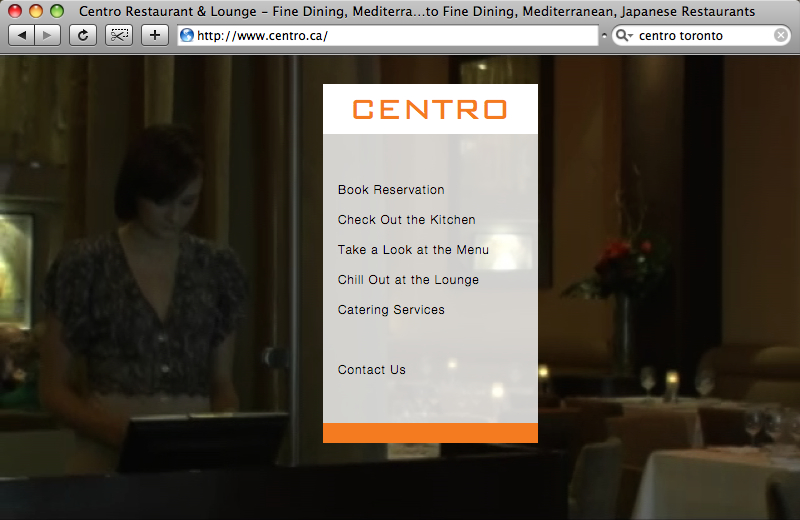 Centro Restaurant & Lounge – Fine Dining, Mediterra...to Fine Dining, Mediterranean, Japanese Restaurants
http://www.centro.ca/
centro toronto
CENTRO
Book Reservation
Check Out the Kitchen
Take a Look at the Menu
Chill Out at the Lounge
Catering Services
Contact Us